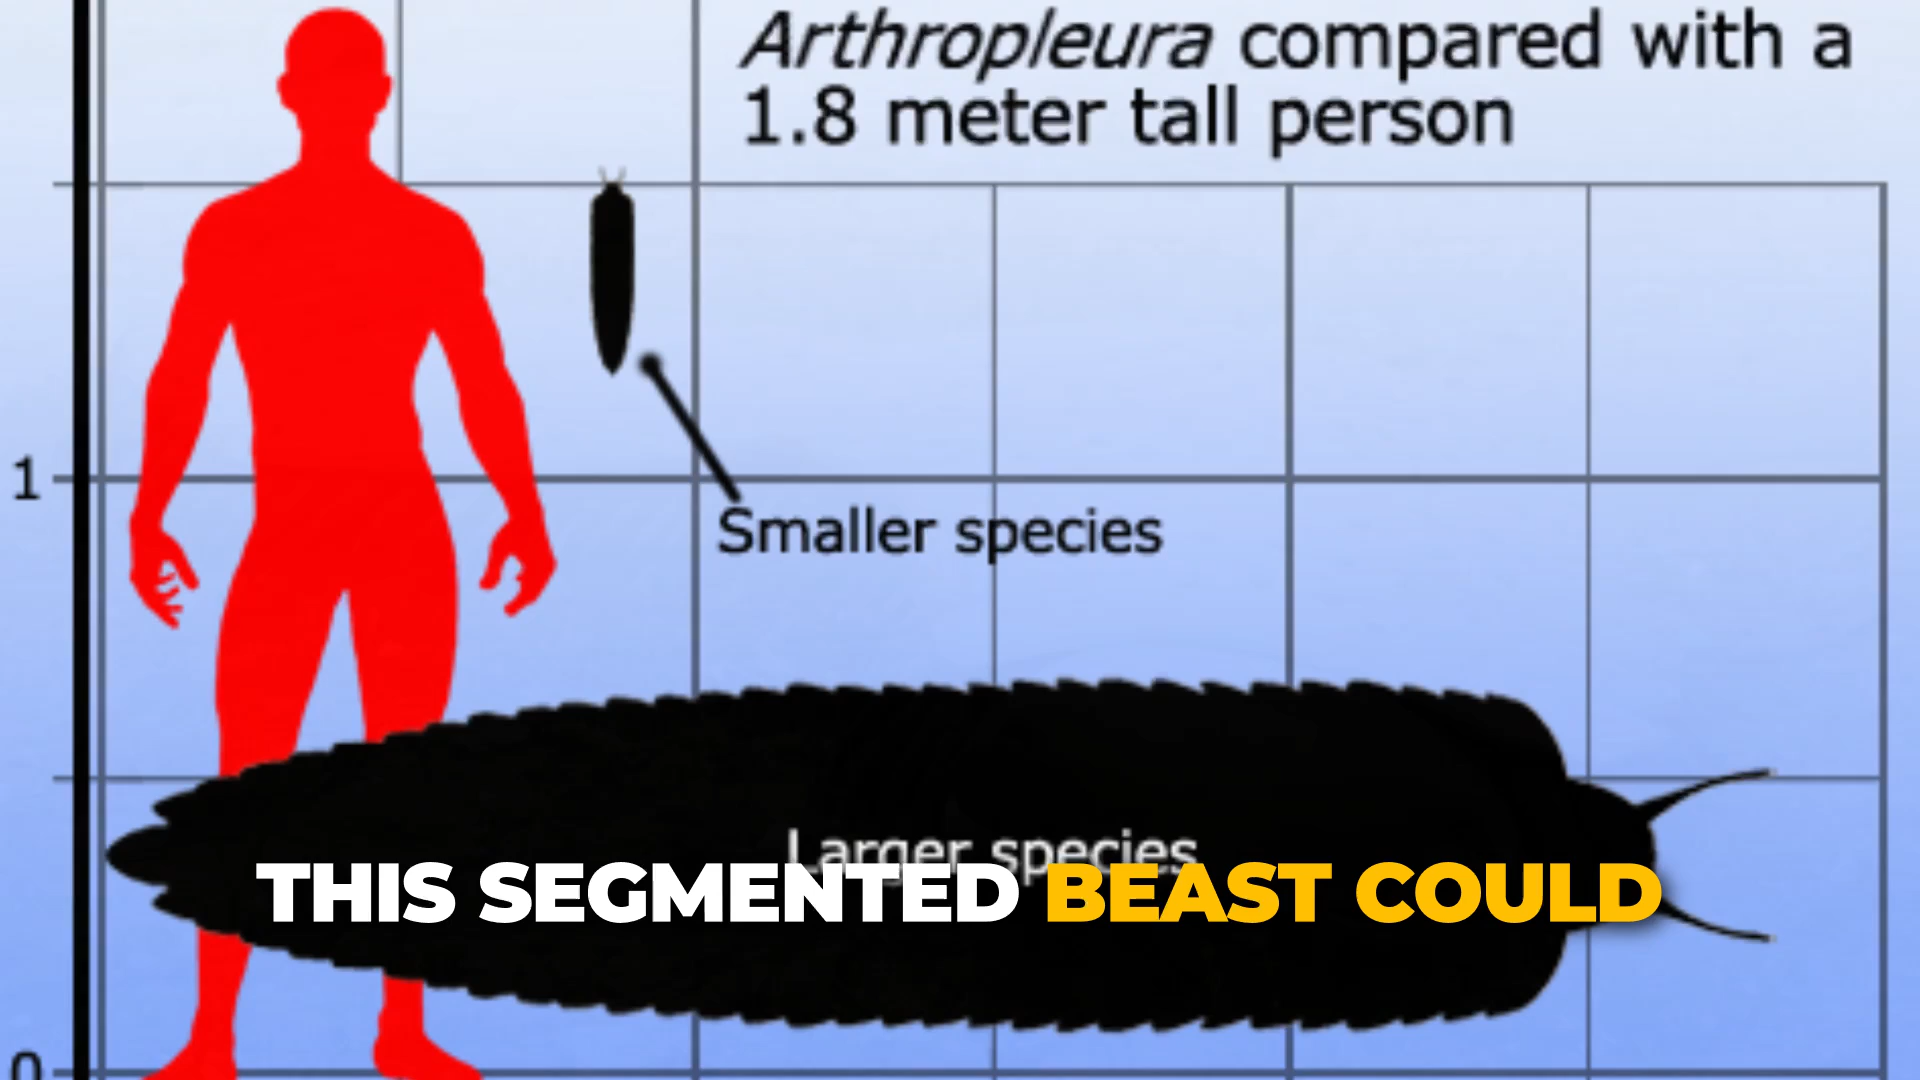 Arthropleura compared with a
1.8 meter tall person
1
Smaller species
Larger species
THIS SEGMENTED BEAST COULD
0